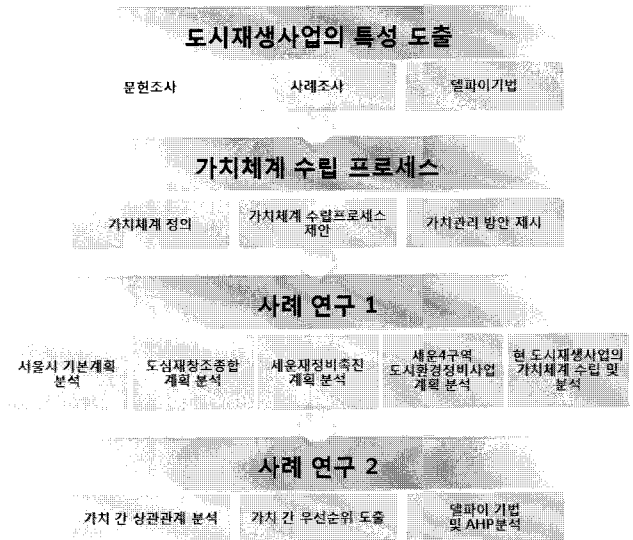 도시재생사업의 특성 도출
문헌조사
사례조사
델파이기법
가치체계 수립 프로세스
가치체계 정의
가치체계 수립프로세스
제안
가치관리 방안 제시
사례 연구 1
서울시 기본계획
분석
도심재창조종합
계획 분석
세운재정비촉진
계획 분석
세운4구역
도시환경정비사업
계획 분석
현 도시재생사업의
가치체계 수립 및
분석
사례 연구 2
가치 간 상관관계 분석
가치 간 우선순위 도출
델파이 기법
및 AHP분석